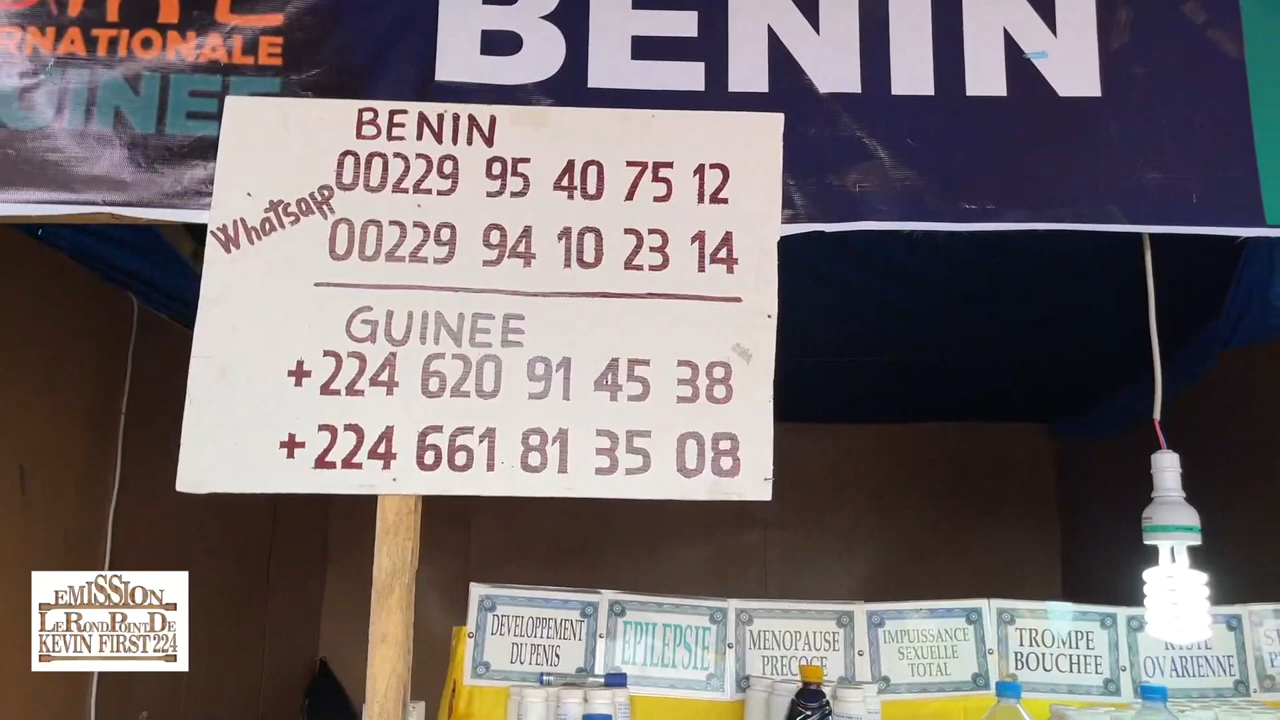 RNATIONALE
BENIN
BENIN
00229 95 40 75 12
Whatsapp
00229 94 10 23 14
GUINEE
+224 620 91 45 38
+224 661 81 35 08
EMISSION
LE ROND POINT DE
KEVIN FIRST 224
DEVELOPPEMENT
DU PENIS
EPILEPSIE
MENOPAUSE
PRECOCE
IMPUISSANCE
SEXUELLE
TOTAL
TROMPE
BOUCHEE
KYSTE
OVARIENNE